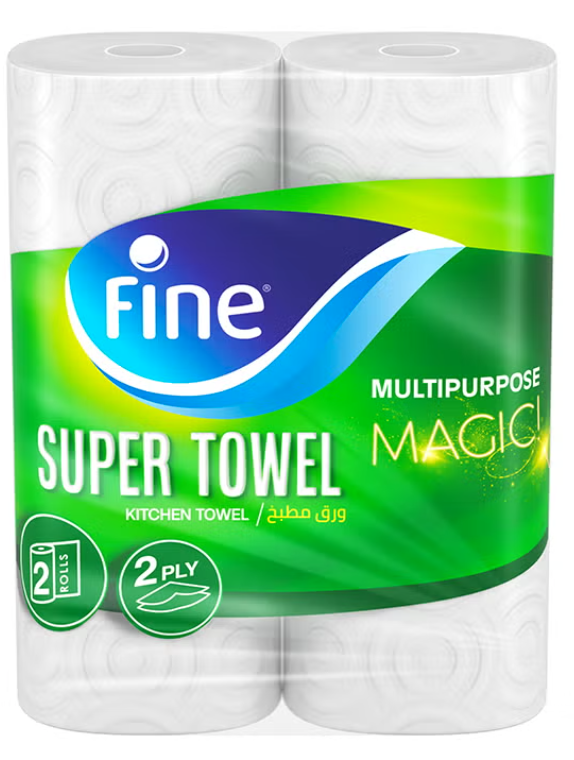 fine®
MULTIPURPOSE
MAGIC!
SUPER TOWEL
KITCHEN TOWEL / ورق مطبخ
2 ROLLS
2 PLY